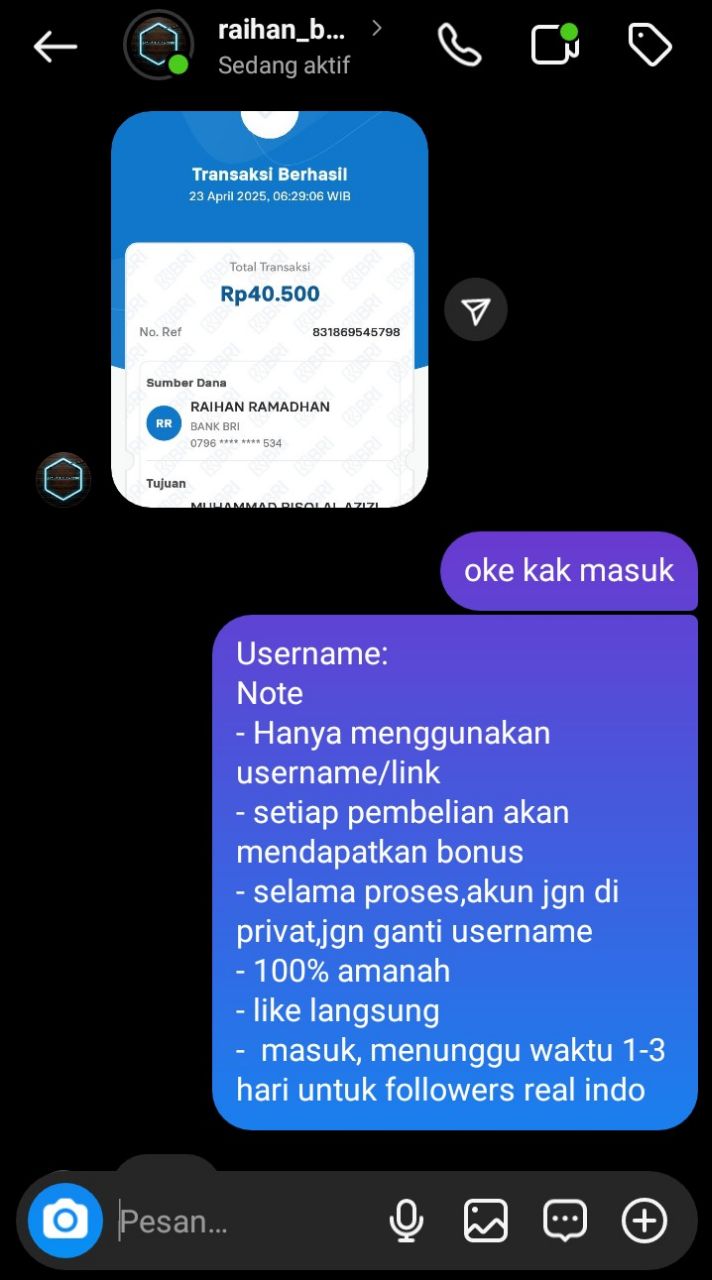 raihan_b...
Sedang aktif
Transaksi Berhasil
23 April 2025, 06:29:06 WIB
Total Transaksi
Rp40.500
No. Ref 831869545798
Sumber Dana
RR
RAIHAN RAMADHAN
BANK BRI
0796 **** **** 534
Tujuan
MUHAMMAD RISQI AL AZIZI
oke kak masuk
Username:
Note
- Hanya menggunakan
username/link
- setiap pembelian akan
mendapatkan bonus
- selama proses,akun jgn di
privat,jgn ganti username
- 100% amanah
- like langsung
-  masuk, menunggu waktu 1-3
hari untuk followers real indo
Pesan...